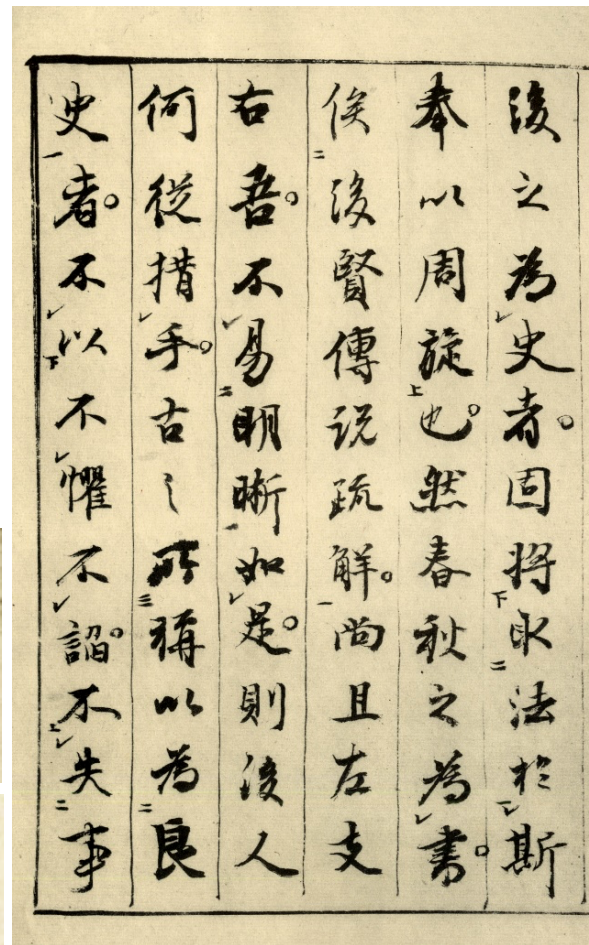 後之為史者固將取法於斯
奉以周旋也然春秋之為書
俟後賢傳説疏解尚且左支
右吾不易明晰如是則後人
何從措手古之所稱以為良
史者不以不懼不謟不失事